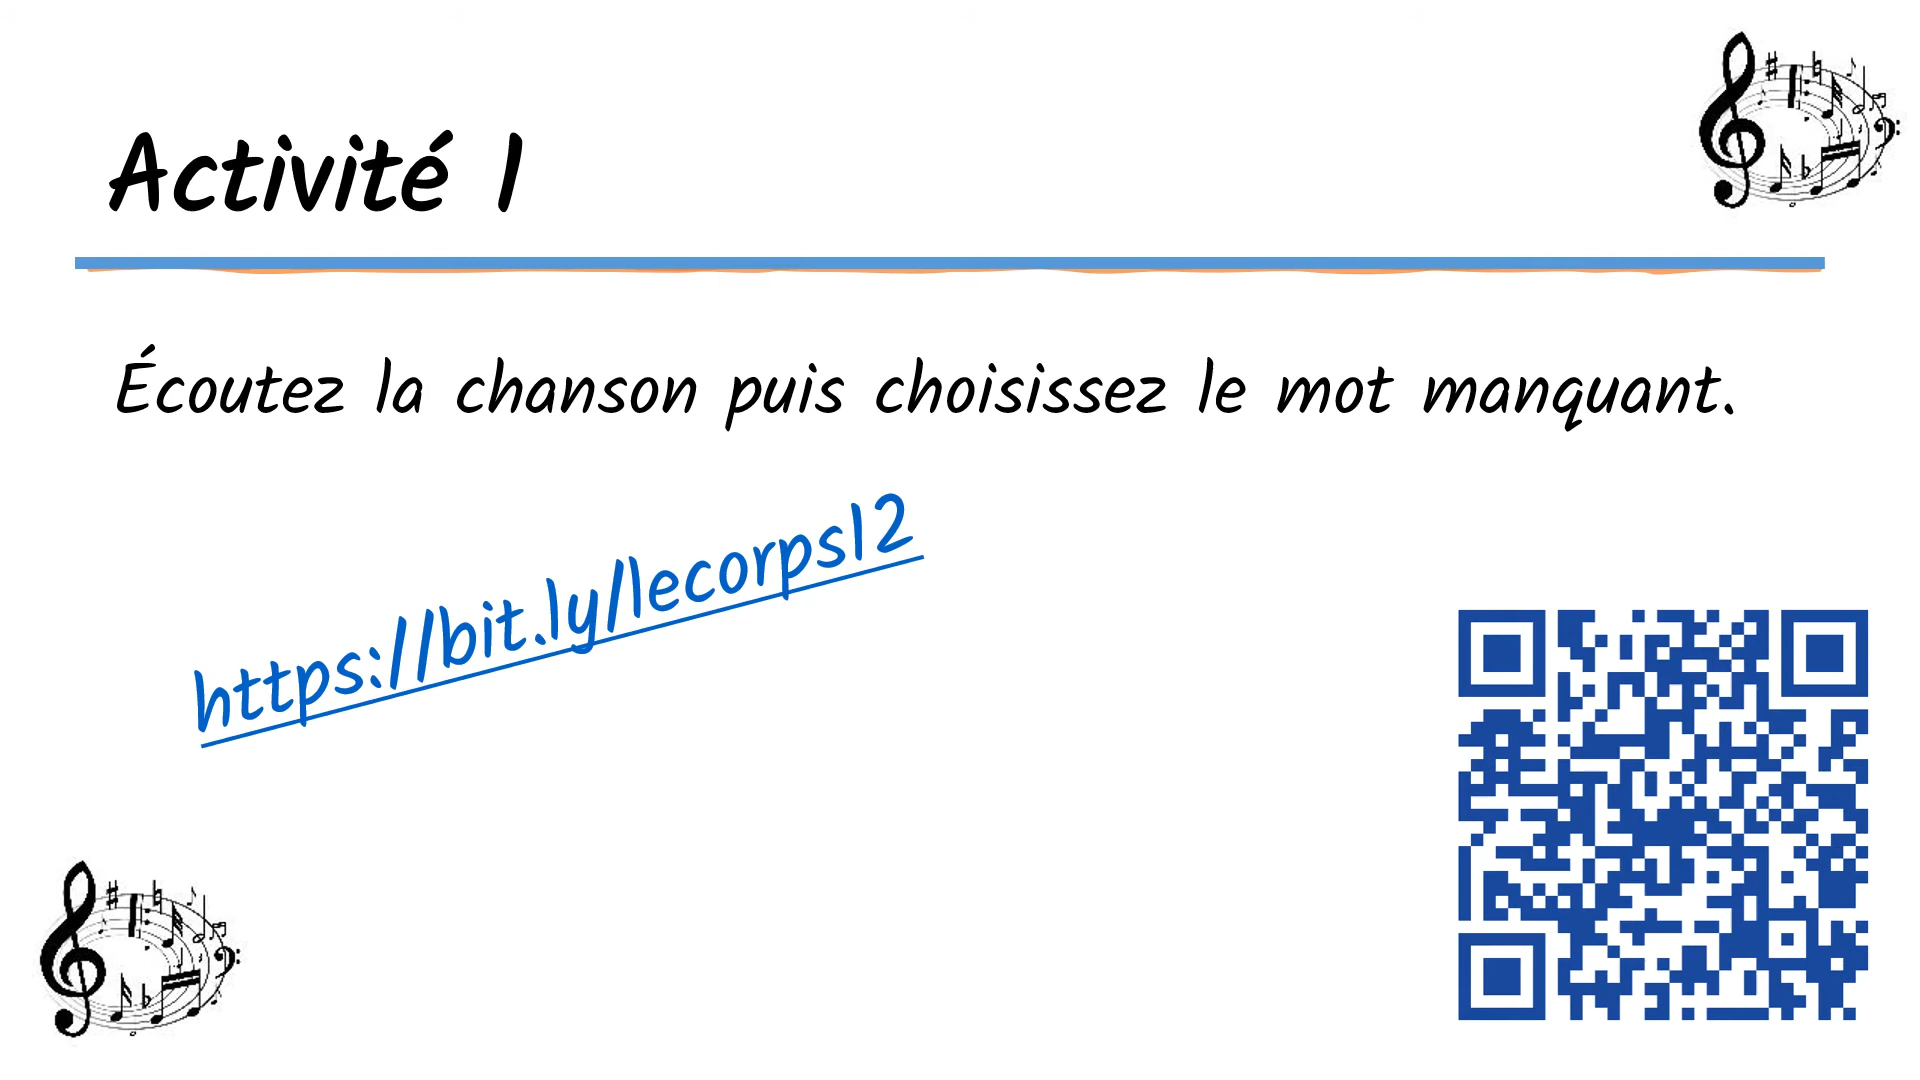 Activité 1
Écoutez la chanson puis choisissez le mot manquant.
https://bit.ly/lecorps12